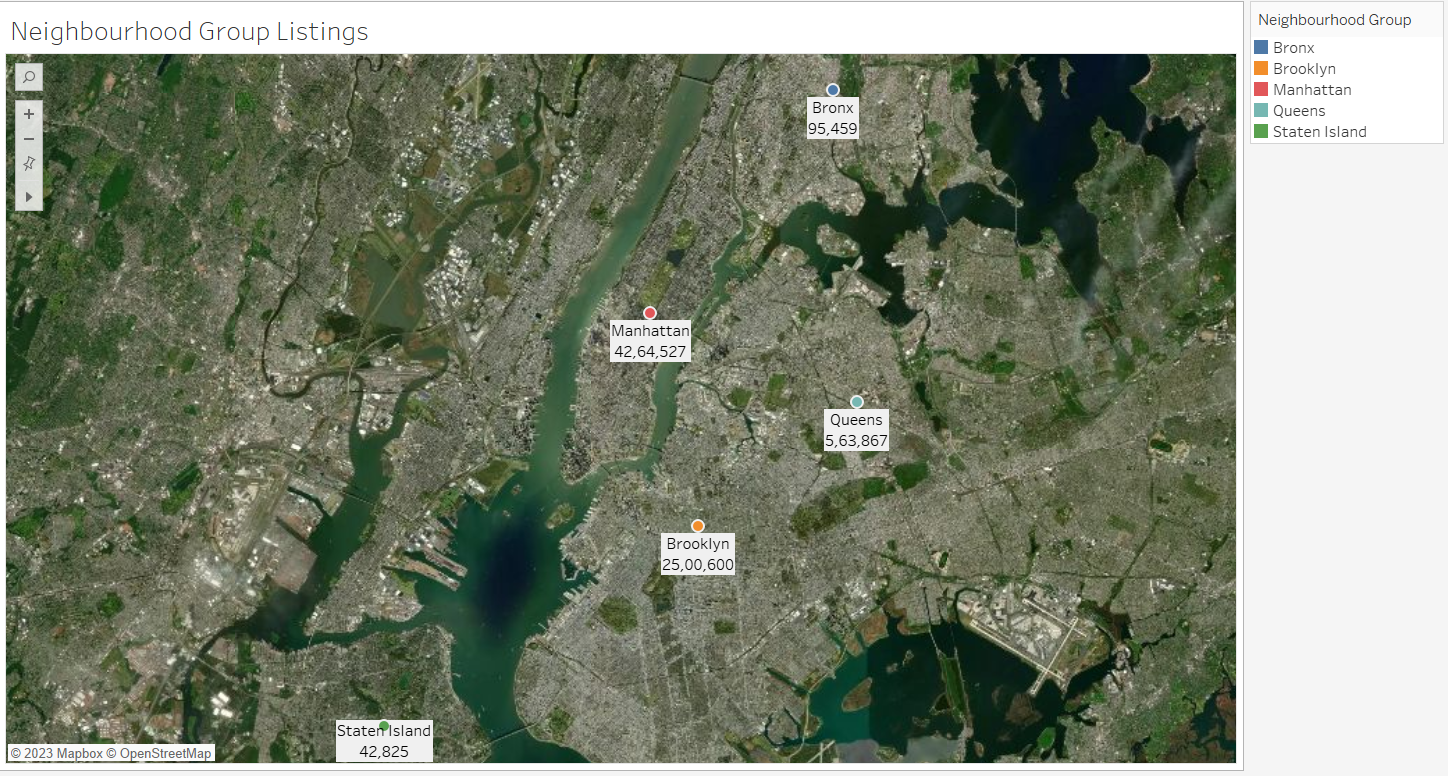 Neighbourhood Group Listings
Neighbourhood Group
Bronx
Brooklyn
Manhattan
Queens
Staten Island
Bronx
95,459
Manhattan
42,64,527
Queens
5,63,867
Brooklyn
25,00,600
Staten Island
42,825
© 2023 Mapbox © OpenStreetMap